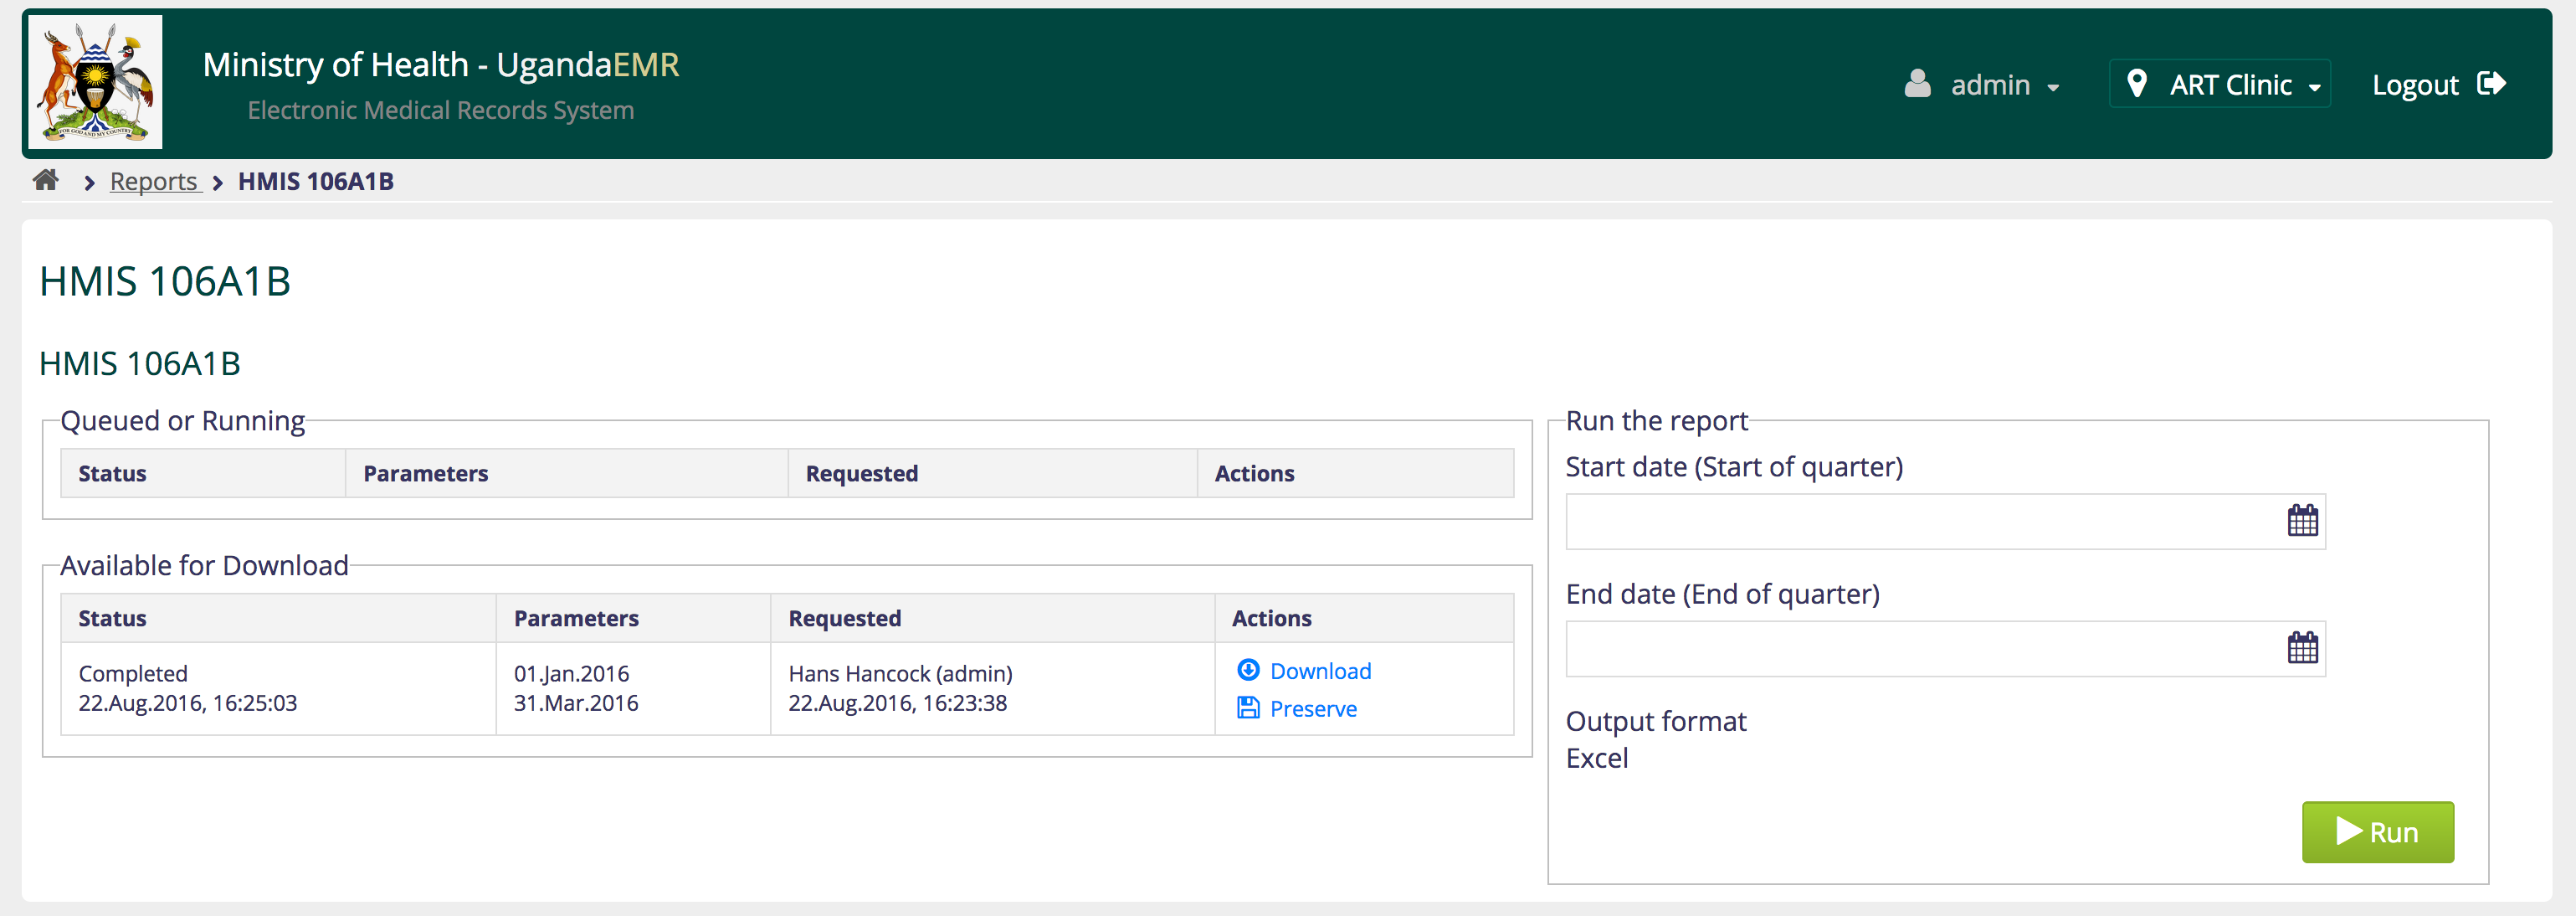 Ministry of Health - UgandaEMR
Electronic Medical Records System
admin
ART Clinic
Logout
FOR GOD AND MY COUNTRY
Reports
HMIS 106A1B
HMIS 106A1B
HMIS 106A1B
Queued or Running
Status Parameters Requested Actions
Available for Download
Status Parameters Requested Actions
Completed 01.Jan.2016 Hans Hancock (admin) Download
22.Aug.2016, 16:25:03 31.Mar.2016 22.Aug.2016, 16:23:38 Preserve
Run the report
Start date (Start of quarter)
End date (End of quarter)
Output format
Excel
Run